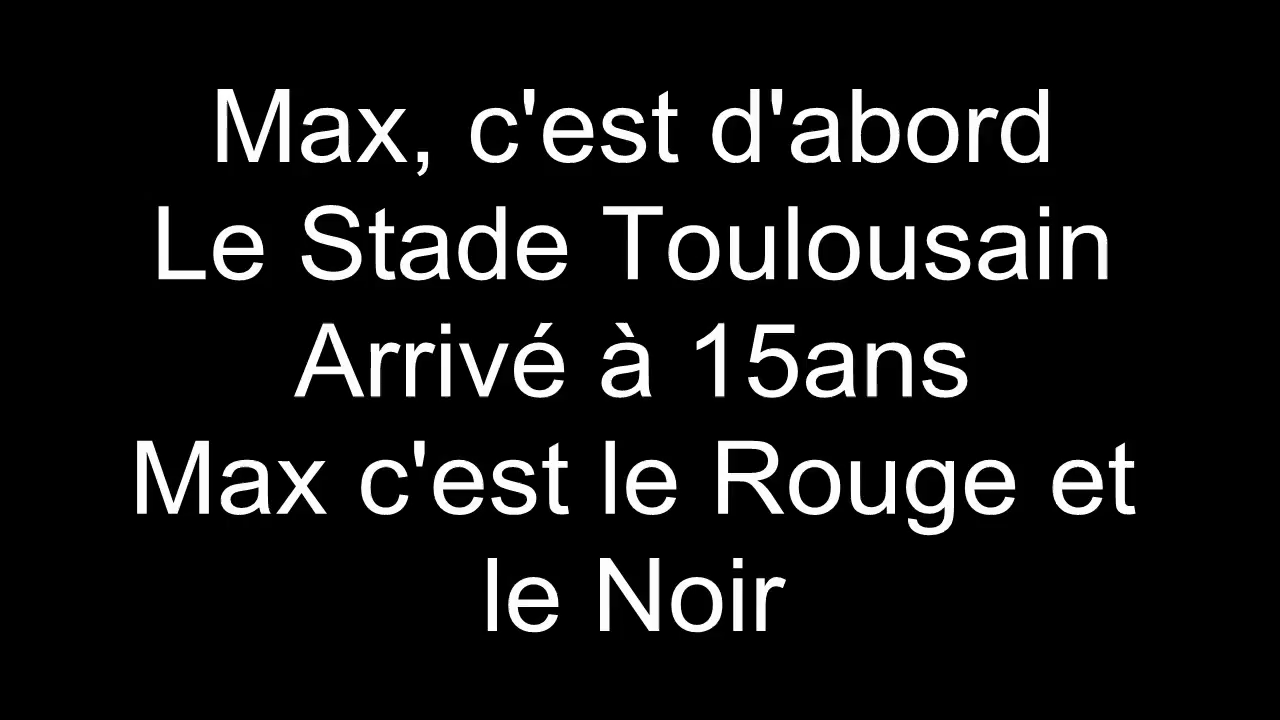 Max, c'est d'abord
Le Stade Toulousain
Arrivé à 15ans
Max c'est le Rouge et
le Noir